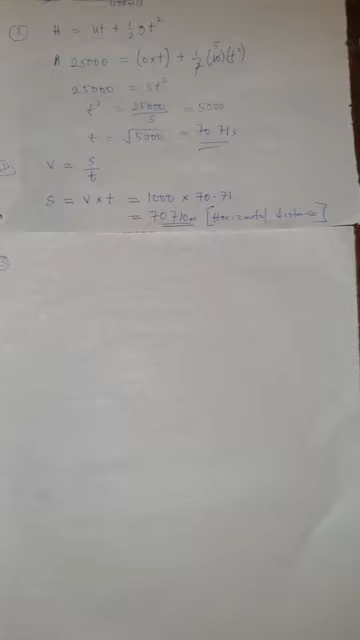 ① H = ut + ½gt²
25000 = (0xt) + ½(10)(t²)
25000 = 5t²
t² = 25000/5 = 5000
t = √5000 = 70.71s
② V = s/t
S = V x t = 1000 x 70.71
= 70710m [Horizontal distance]
③